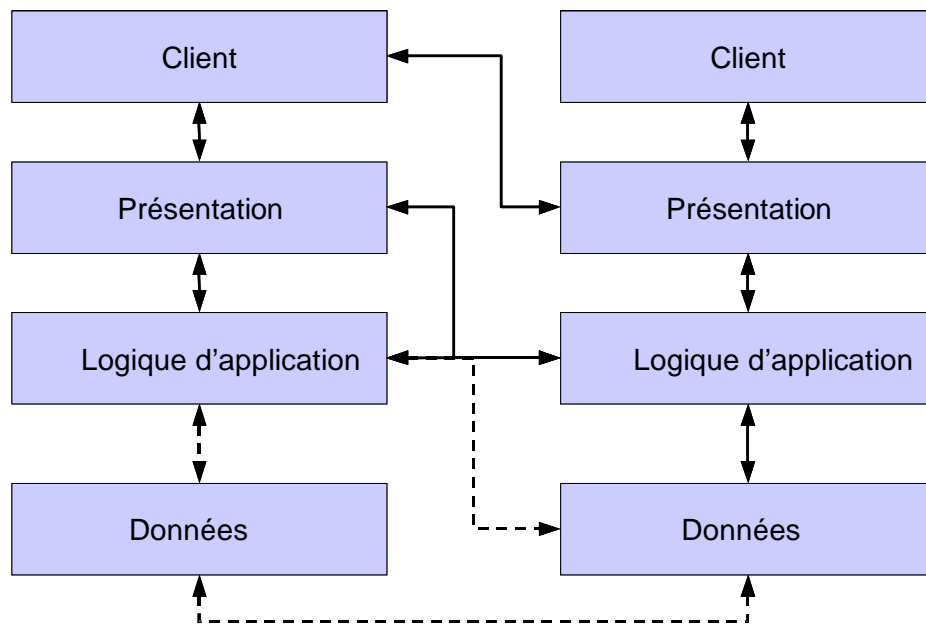 Client
Client
Présentation
Présentation
Logique d’application
Logique d’application
Données
Données